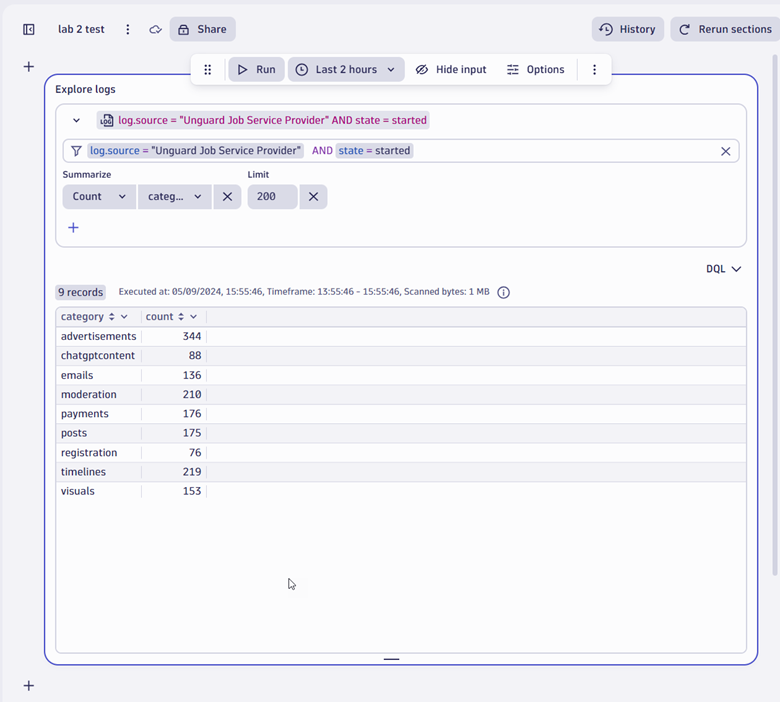 lab 2 test
Share
History
Rerun sections
Run
Last 2 hours
Hide input
Options
Explore logs
LOG
log.source = "Unguard Job Service Provider" AND state = started
log.source = "Unguard Job Service Provider" AND state = started
Summarize Limit
Count categ... 200
DQL
9 records Executed at: 05/09/2024, 15:55:46, Timeframe: 13:55:46 - 15:55:46, Scanned bytes: 1 MB
category count
advertisements 344
chatgptcontent 88
emails 136
moderation 210
payments 176
posts 175
registration 76
timelines 219
visuals 153